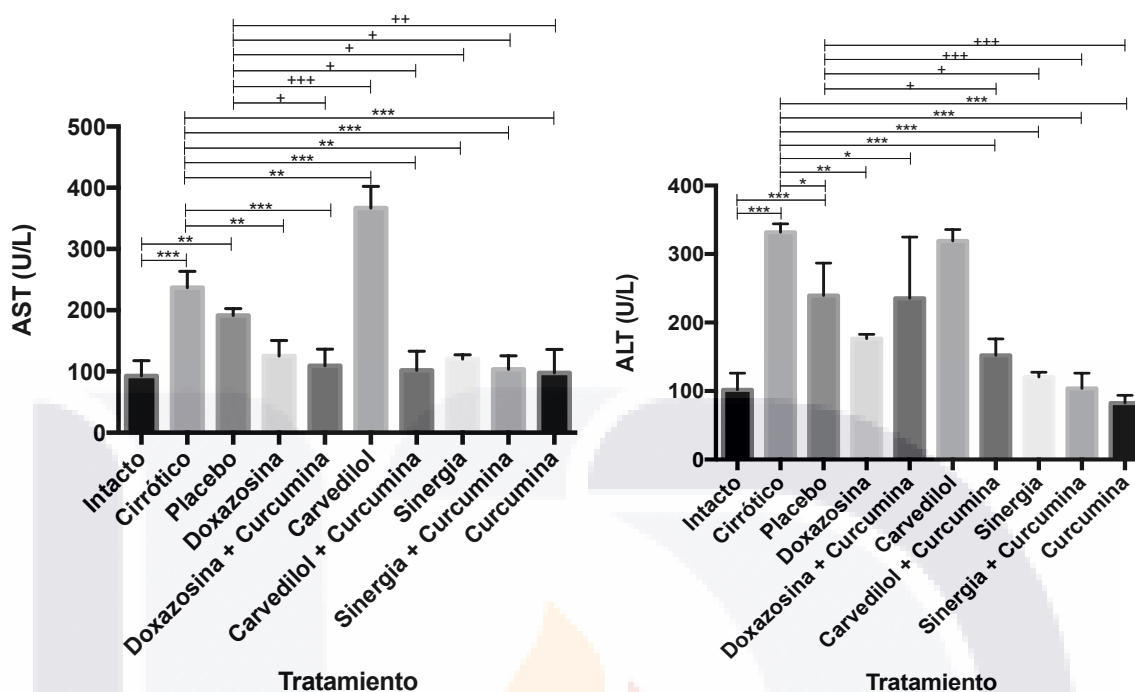 ++
+
+
+
+++
+
***
***
**
***
**
***
**
**
***
500
400
300
200
100
0
AST (U/L)
Intacto
Cirrótico
Placebo
Doxazosina
Doxazosina + Curcumina
Carvedilol
Carvedilol + Curcumina
Sinergia
Sinergia + Curcumina
Curcumina
Tratamiento
+++
+++
+
+
***
***
***
***
*
**
*
***
***
400
300
200
100
0
ALT (U/L)
Intacto
Cirrótico
Placebo
Doxazosina
Doxazosina + Curcumina
Carvedilol
Carvedilol + Curcumina
Sinergia
Sinergia + Curcumina
Curcumina
Tratamiento